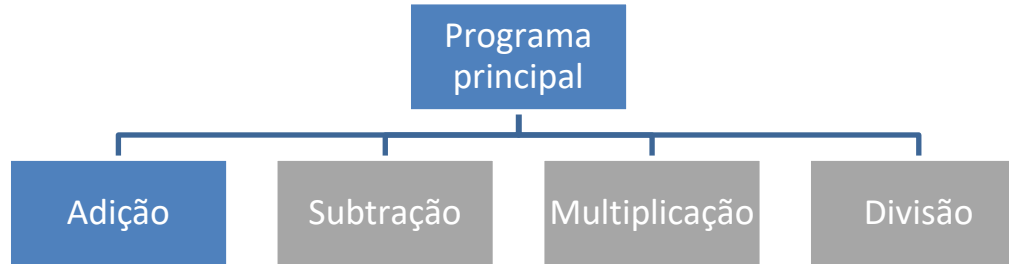 Programa
principal
Adição
Subtração
Multiplicação
Divisão